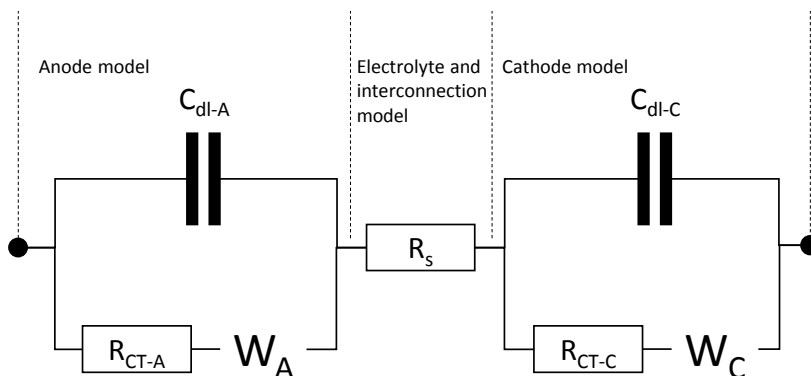 Anode model
Electrolyte and
interconnection
model
Cathode model
C_dl-A
C_dl-C
R_s
R_CT-A
W_A
R_CT-C
W_C